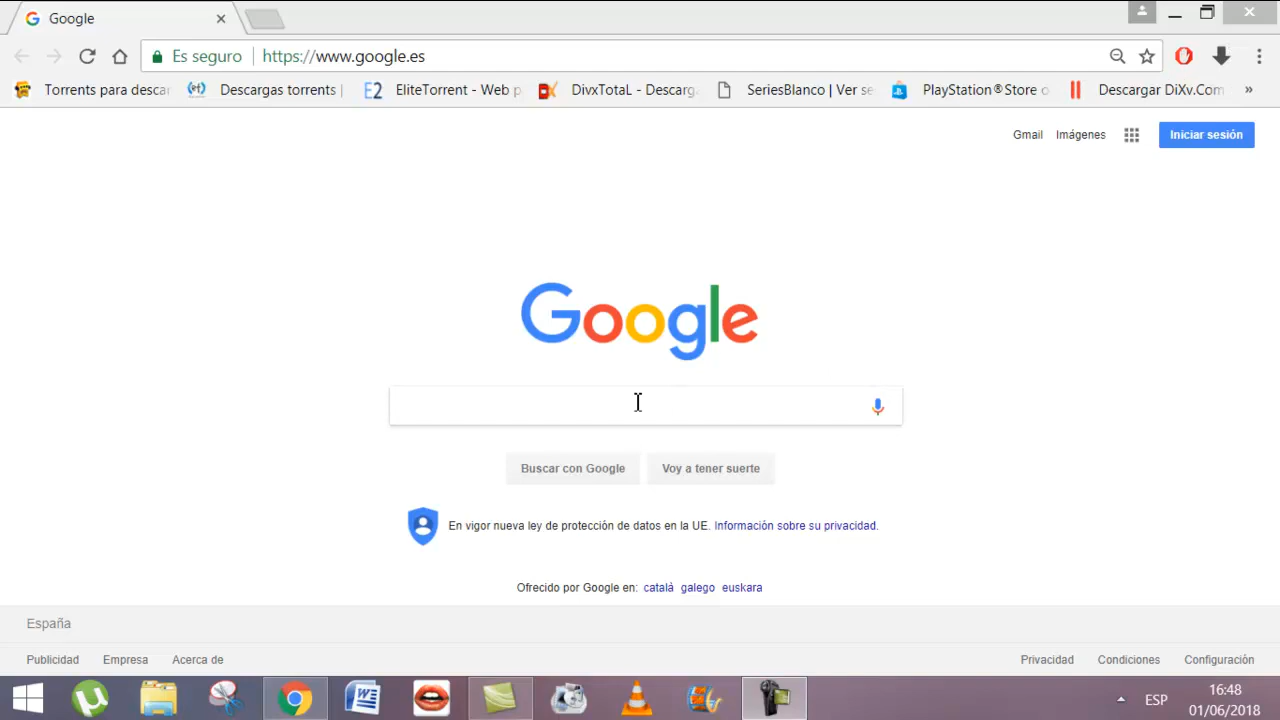 Google
Es seguro
https://www.google.es
Torrents para desca
Descargas torrents |
EliteTorrent - Web p
DivxTotaL - Descarg
SeriesBlanco | Ver se
PlayStation®Store o
Descargar DiXv.Com
»
Gmail
Imágenes
Iniciar sesión
Google
Buscar con Google
Voy a tener suerte
En vigor nueva ley de protección de datos en la UE. Información sobre su privacidad.
Ofrecido por Google en: català galego euskara
España
Publicidad
Empresa
Acerca de
Privacidad
Condiciones
Configuración
ESP
16:48
01/06/2018